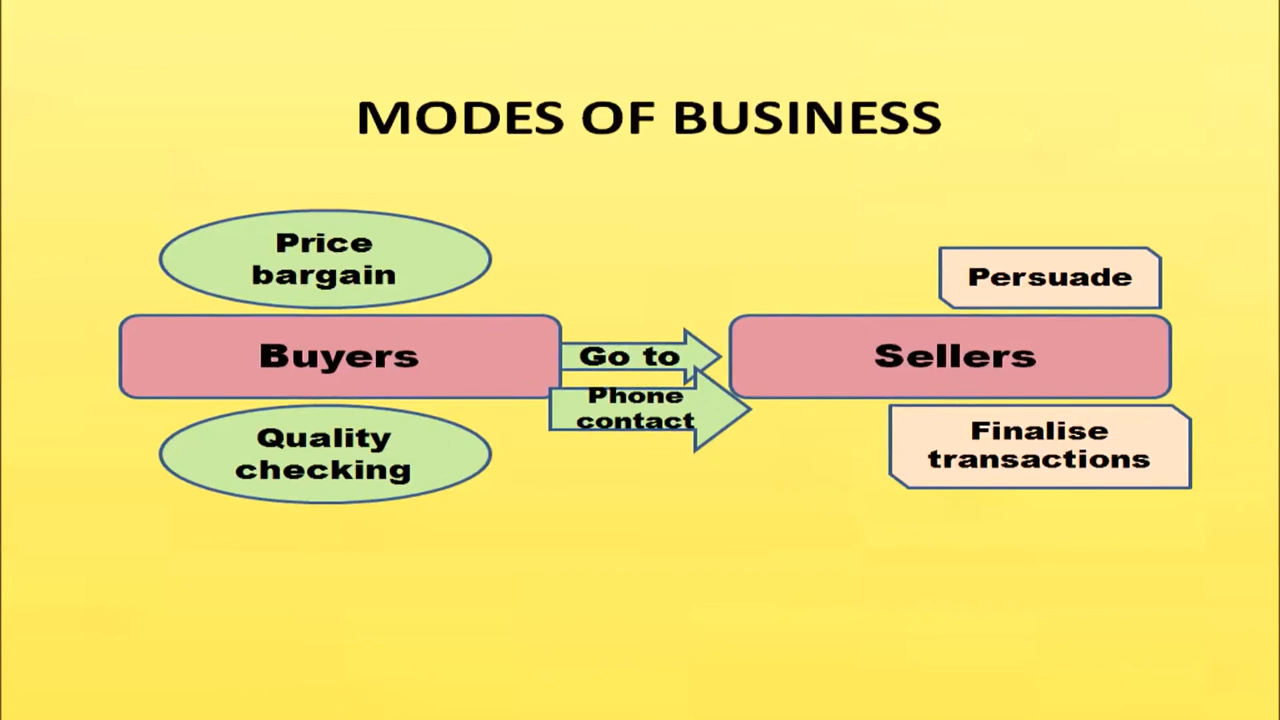 MODES OF BUSINESS
Price
bargain
Persuade
Buyers
Go to
Sellers
Phone
contact
Quality
checking
Finalise
transactions